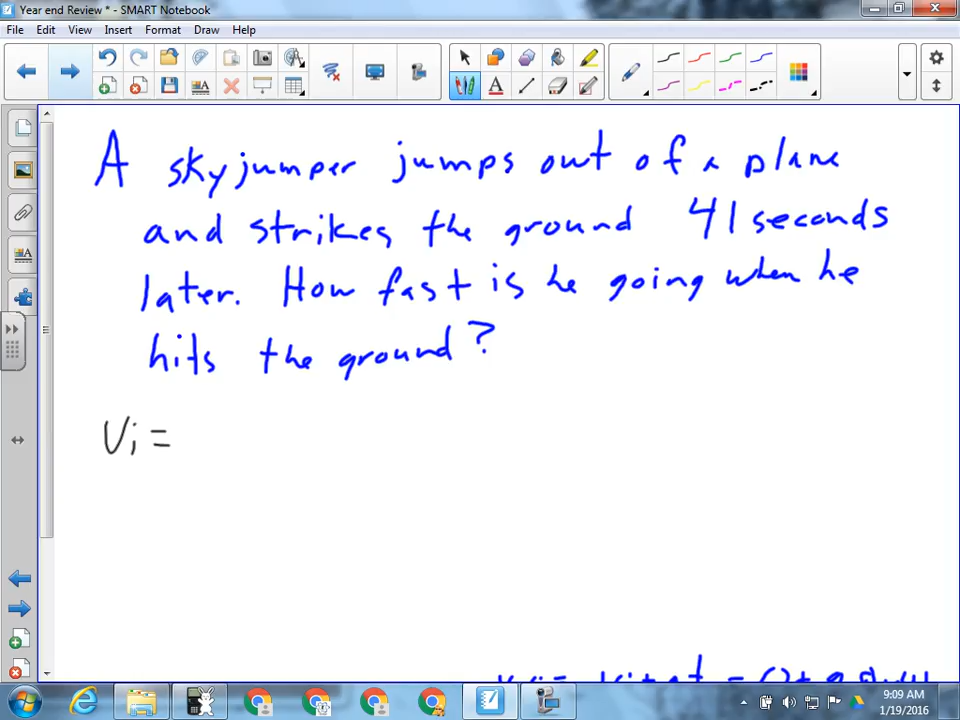 Year end Review * - SMART Notebook
File Edit View Insert Format Draw Help
A skyjumper jumps out of a plane
and strikes the ground 41 seconds
later. How fast is he going when he
hits the ground?
Vi =
9:09 AM
1/19/2016